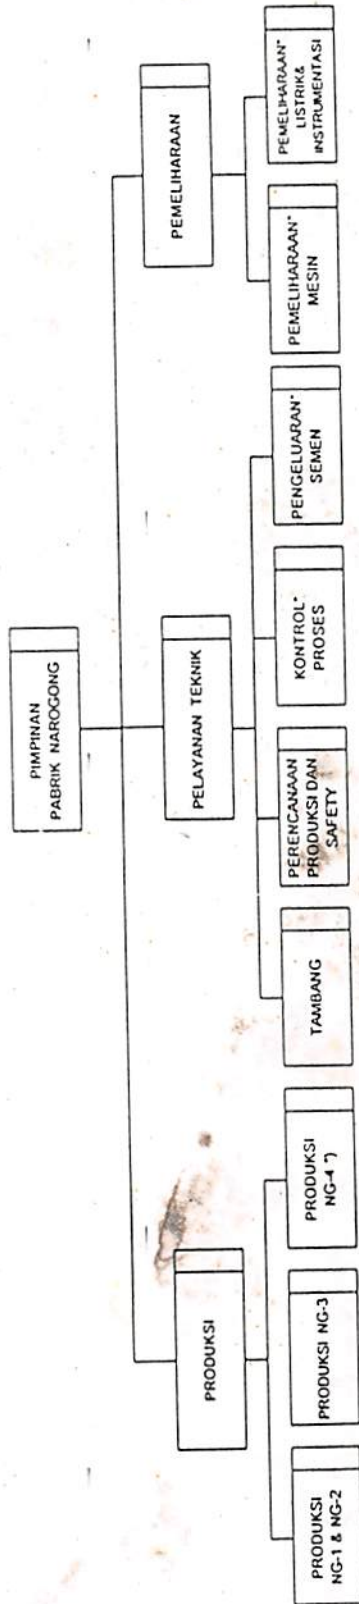 PIMPINAN
PABRIK NAROGONG
PRODUKSI
PELAYANAN TEKNIK
PEMELIHARAAN
PRODUKSI
NG-1 & NG-2
PRODUKSI NG-3
PRODUKSI
NG-4 *)
TAMBANG
PERENCANAAN
PRODUKSI DAN
SAFETY
KONTROL*
PROSES
PENGELUARAN*
SEMEN
PEMELIHARAAN*
MESIN
PEMELIHARAAN*
LISTRIK&
INSTRUMENTASI